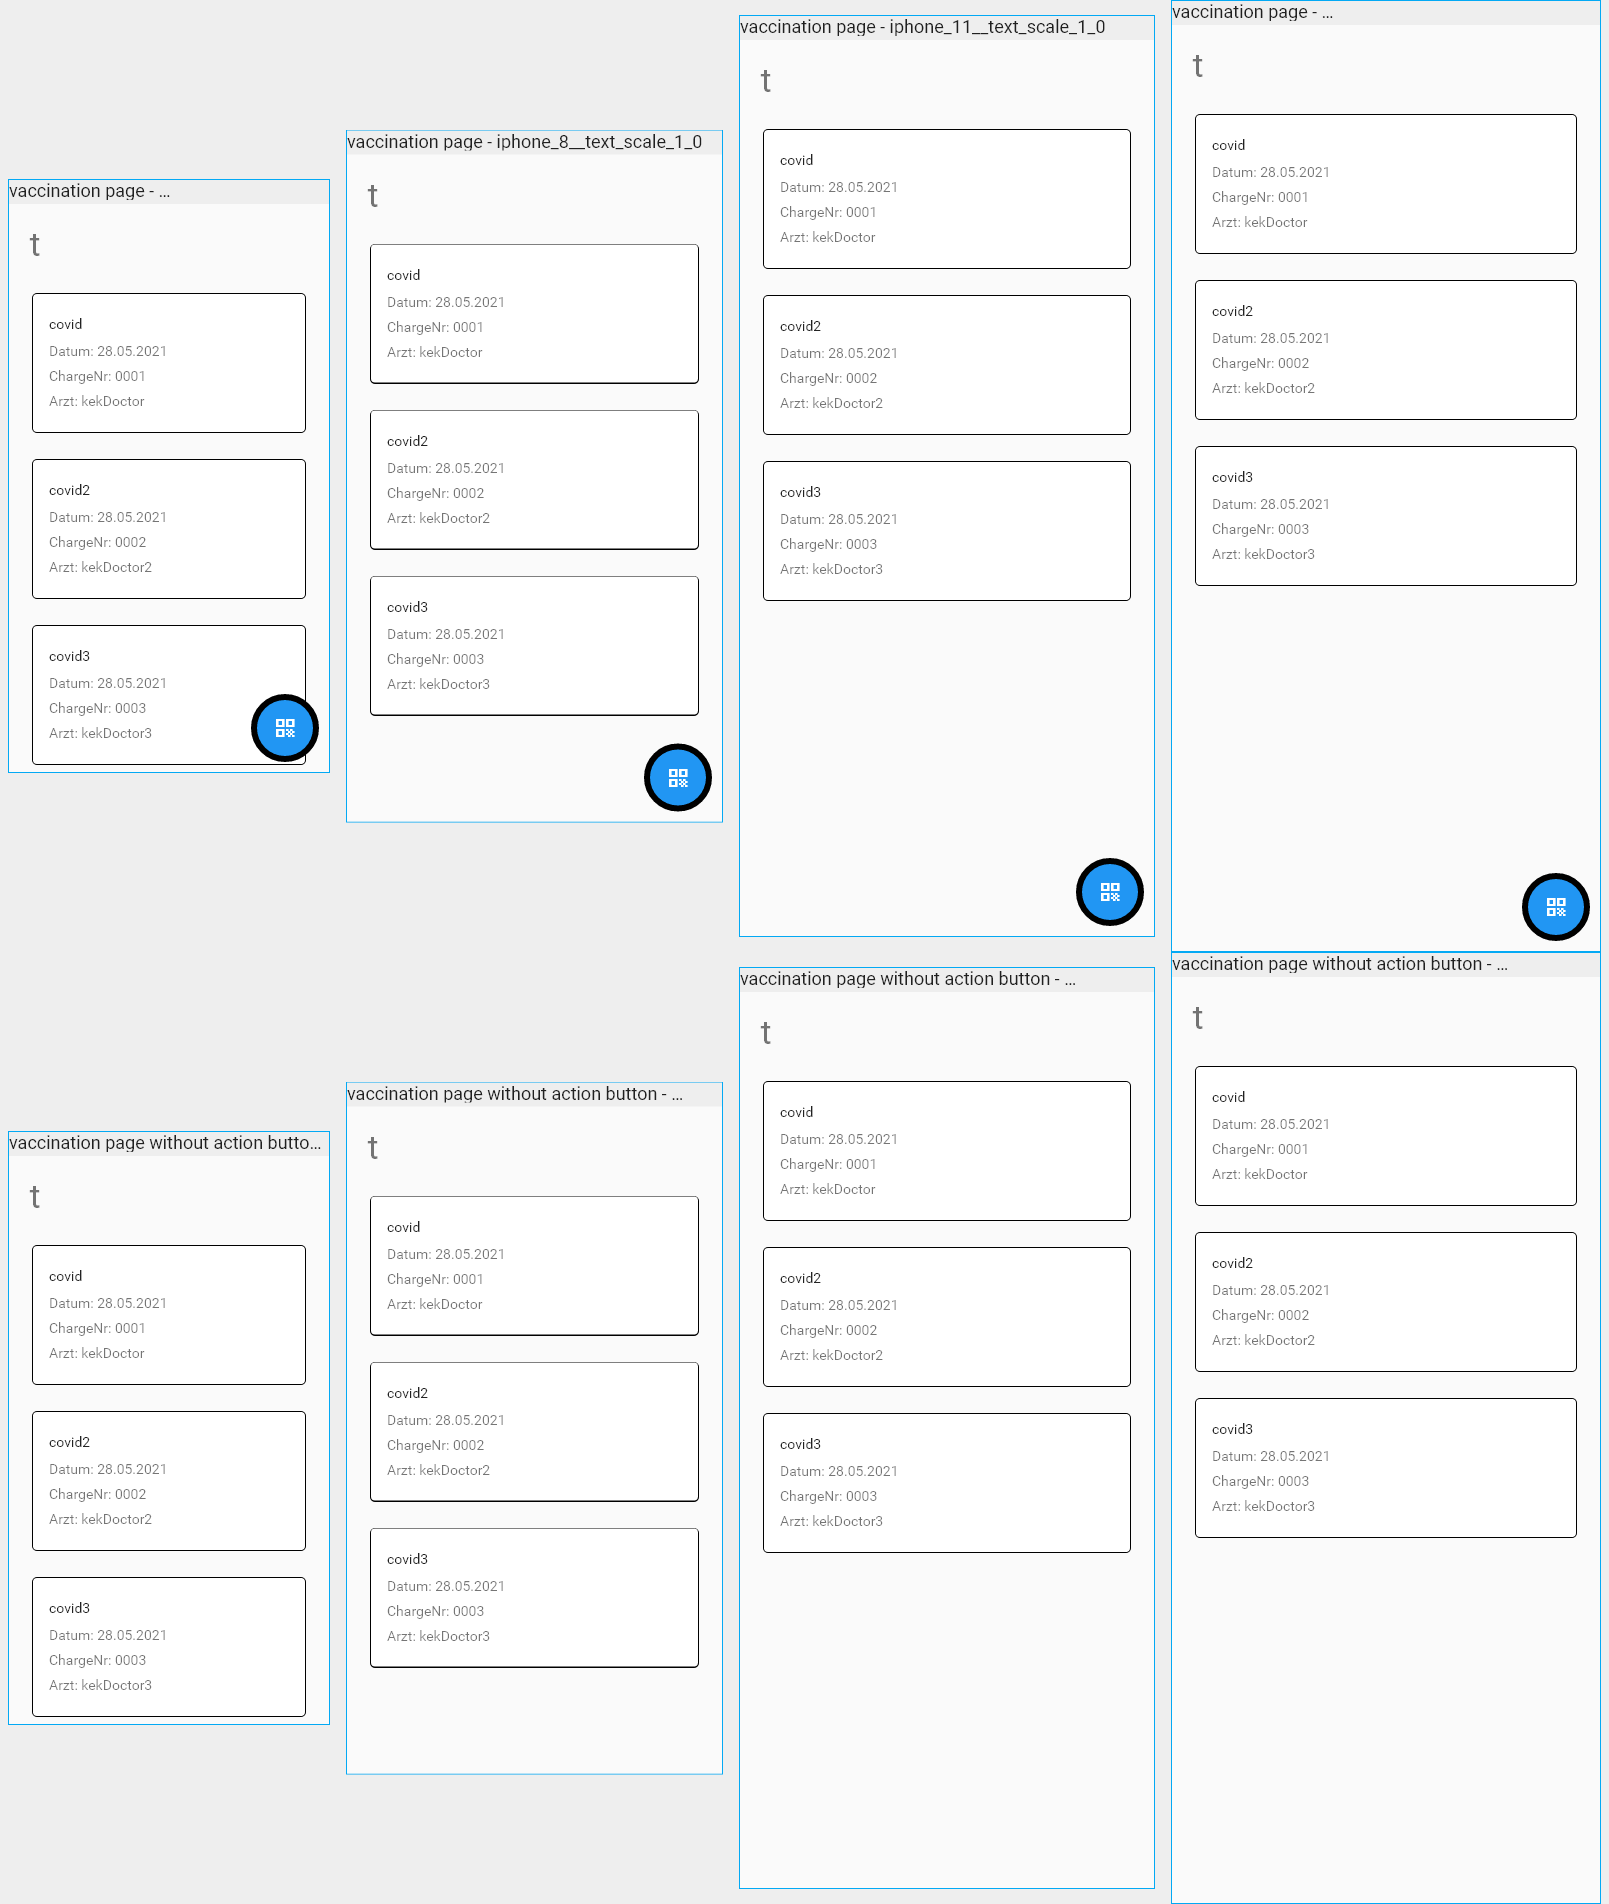 vaccination page - ...
t
covid
Datum: 28.05.2021
ChargeNr: 0001
Arzt: kekDoctor
covid2
Datum: 28.05.2021
ChargeNr: 0002
Arzt: kekDoctor2
covid3
Datum: 28.05.2021
ChargeNr: 0003
Arzt: kekDoctor3
vaccination page - iphone_8__text_scale_1_0
t
covid
Datum: 28.05.2021
ChargeNr: 0001
Arzt: kekDoctor
covid2
Datum: 28.05.2021
ChargeNr: 0002
Arzt: kekDoctor2
covid3
Datum: 28.05.2021
ChargeNr: 0003
Arzt: kekDoctor3
vaccination page - iphone_11__text_scale_1_0
t
covid
Datum: 28.05.2021
ChargeNr: 0001
Arzt: kekDoctor
covid2
Datum: 28.05.2021
ChargeNr: 0002
Arzt: kekDoctor2
covid3
Datum: 28.05.2021
ChargeNr: 0003
Arzt: kekDoctor3
vaccination page - ...
t
covid
Datum: 28.05.2021
ChargeNr: 0001
Arzt: kekDoctor
covid2
Datum: 28.05.2021
ChargeNr: 0002
Arzt: kekDoctor2
covid3
Datum: 28.05.2021
ChargeNr: 0003
Arzt: kekDoctor3
vaccination page without action butto...
t
covid
Datum: 28.05.2021
ChargeNr: 0001
Arzt: kekDoctor
covid2
Datum: 28.05.2021
ChargeNr: 0002
Arzt: kekDoctor2
covid3
Datum: 28.05.2021
ChargeNr: 0003
Arzt: kekDoctor3
vaccination page without action button - ...
t
covid
Datum: 28.05.2021
ChargeNr: 0001
Arzt: kekDoctor
covid2
Datum: 28.05.2021
ChargeNr: 0002
Arzt: kekDoctor2
covid3
Datum: 28.05.2021
ChargeNr: 0003
Arzt: kekDoctor3
vaccination page without action button - ...
t
covid
Datum: 28.05.2021
ChargeNr: 0001
Arzt: kekDoctor
covid2
Datum: 28.05.2021
ChargeNr: 0002
Arzt: kekDoctor2
covid3
Datum: 28.05.2021
ChargeNr: 0003
Arzt: kekDoctor3
vaccination page without action button - ...
t
covid
Datum: 28.05.2021
ChargeNr: 0001
Arzt: kekDoctor
covid2
Datum: 28.05.2021
ChargeNr: 0002
Arzt: kekDoctor2
covid3
Datum: 28.05.2021
ChargeNr: 0003
Arzt: kekDoctor3